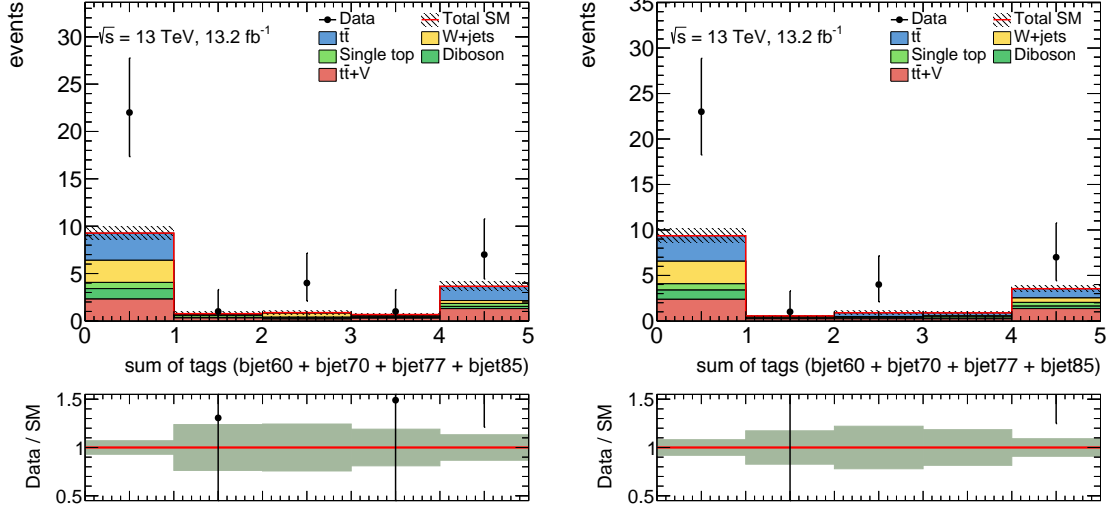 events
30
25
20
15
10
5
0
√s = 13 TeV, 13.2 fb⁻¹
Data
Total SM
tt̄
W+jets
Single top
Diboson
tt̄+V
0 1 2 3 4 5
sum of tags (bjet60 + bjet70 + bjet77 + bjet85)
Data / SM
1.5
1
0.5
events
35
30
25
20
15
10
5
0
√s = 13 TeV, 13.2 fb⁻¹
Data
Total SM
tt̄
W+jets
Single top
Diboson
tt̄+V
0 1 2 3 4 5
sum of tags (bjet60 + bjet70 + bjet77 + bjet85)
Data / SM
1.5
1
0.5